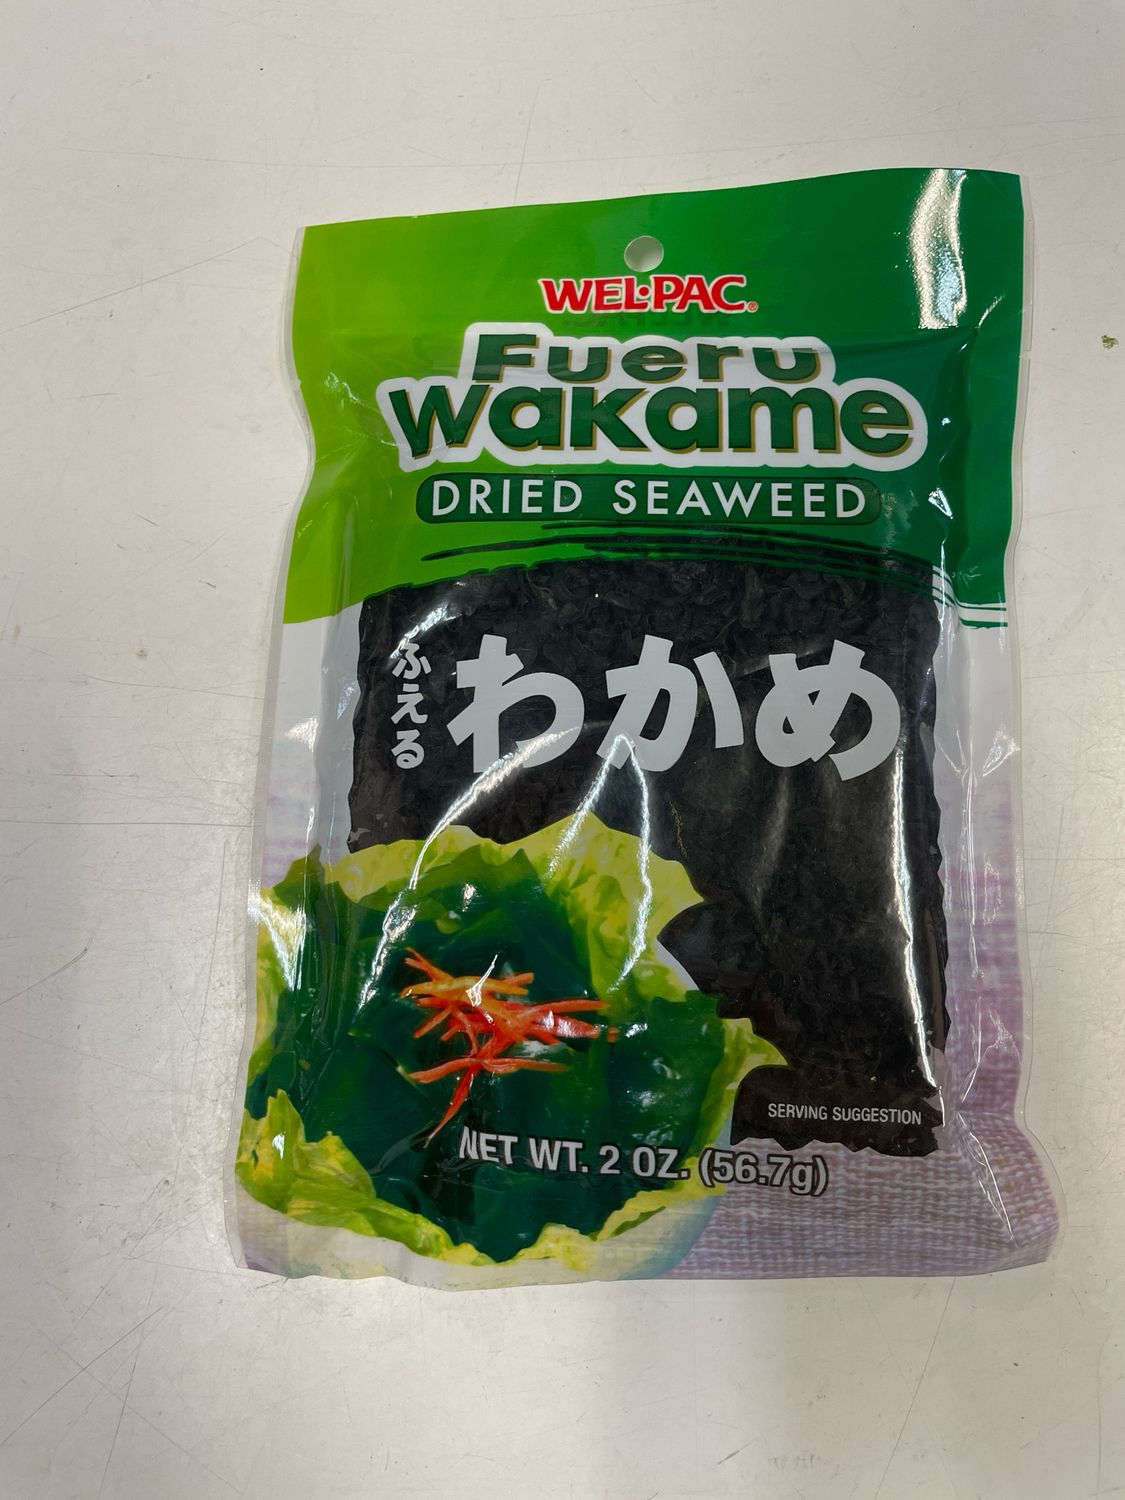 WEL·PAC®
Fueru
Wakame
DRIED SEAWEED
ふえる
わかめ
SERVING SUGGESTION
NET WT. 2 OZ. (56.7g)